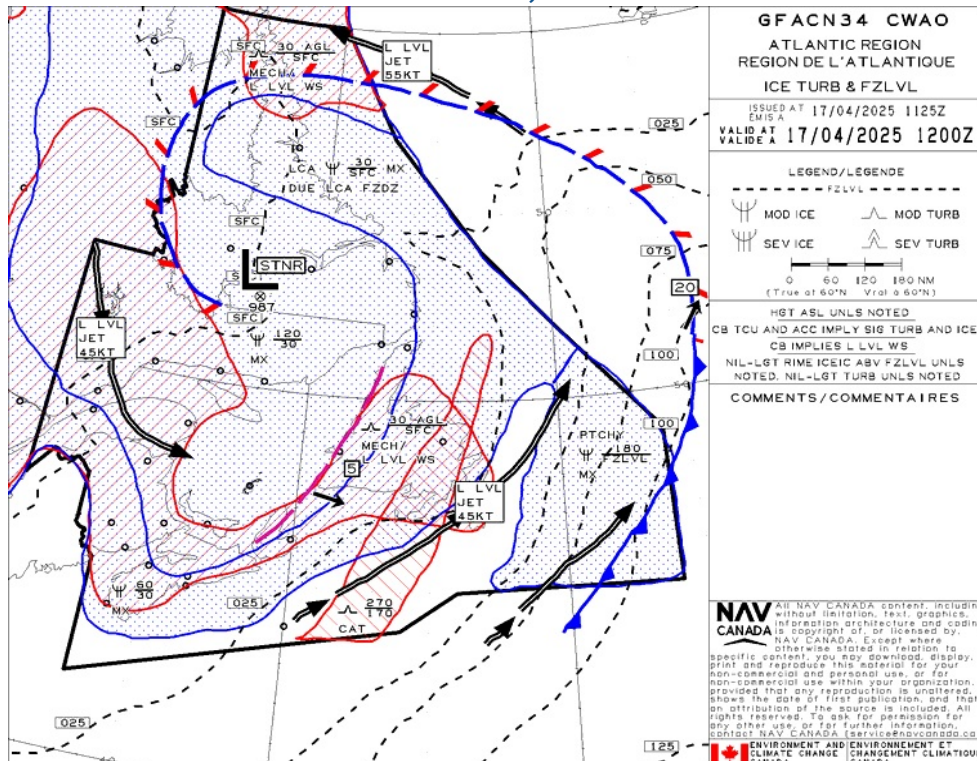 GFACN34 CWAO
ATLANTIC REGION
REGION DE L'ATLANTIQUE
ICE TURB & FZLVL
ISSUED AT 17/04/2025 1125Z
EMIS A
VALID AT 17/04/2025 1200Z
VALIDE A
LEGEND/LEGENDE
FZLVL
MOD ICE
MOD TURB
SEV ICE
SEV TURB
0 60 120 180 NM
(True at 60°N Vrai à 60°N)
HGT ASL UNLS NOTED
CB TCU AND ACC IMPLY SIG TURB AND ICE
CB IMPLIES L LVL WS
NIL-LGT RIME ICEIC ABV FZLVL UNLS
NOTED. NIL-LGT TURB UNLS NOTED
COMMENTS/COMMENTAIRES
SFC
30 AGL
SFC
MECH/
L LVL WS
L LVL
JET
55KT
SFC
025
LCA 30 MX
SFC
DUE LCA FZDZ
050
SFC
50
075
STNR
L
987
SFC
20
120
30
MX
L LVL
JET
45KT
100
50
100
30 AGL
SFC
MECH/
L LVL WS
PTCHY
180
FZLVL
MX
5
L LVL
JET
45KT
60
30
MX
025
270
170
CAT
025
125
NAV
CANADA
All NAV CANADA content, includin
without limitation, text, graphics,
information architecture and codin
is copyright of, or licensed by,
NAV CANADA. Except where
otherwise stated in relation to
specific content, you may download, display,
print and reproduce this material for your
non-commercial and personal use, or for
non-commercial use within your organization,
provided that any reproduction is unaltered,
shows the date of first publication, and that
an attribution of the source is included. All
rights reserved. To ask for permission for
any other use, or for further information,
contact NAV CANADA (service@navcanada.ca
ENVIRONMENT AND
CLIMATE CHANGE
CANADA
ENVIRONNEMENT ET
CHANGEMENT CLIMATIQUE
CANADA